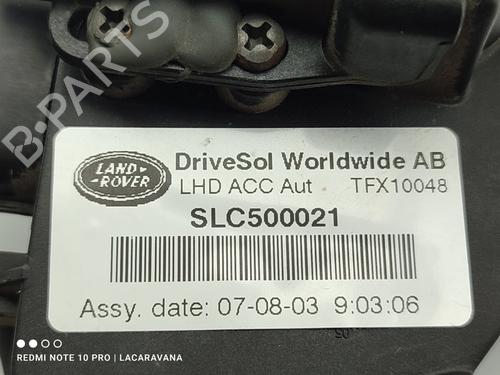 B-PARTS
LAND-
-ROVER
DriveSol Worldwide AB
LHD ACC Aut TFX10048
SLC500021
Assy. date: 07-08-03 9:03:06
REDMI NOTE 10 PRO | LACARAVANA